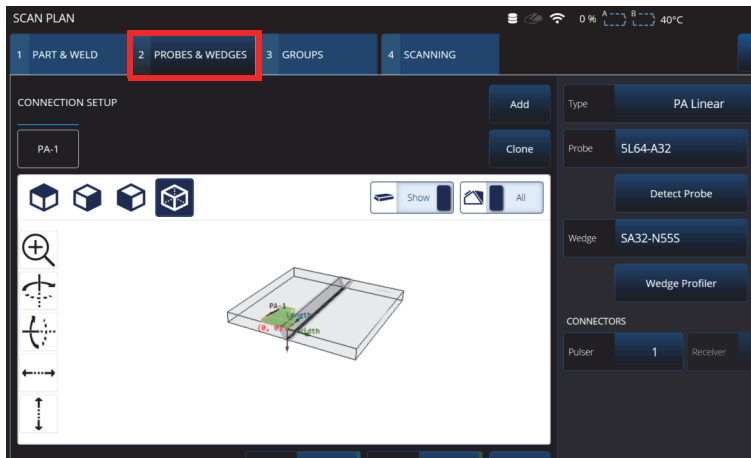 SCAN PLAN
0 % A B 40°C
1 PART & WELD 2 PROBES & WEDGES 3 GROUPS 4 SCANNING
CONNECTION SETUP
Add
Type PA Linear
PA-1
Clone
Probe 5L64-A32
Show
All
Detect Probe
Wedge SA32-N55S
Wedge Profiler
PA-1
Length
(0, 0)
Width
CONNECTORS
Pulser 1 Receiver